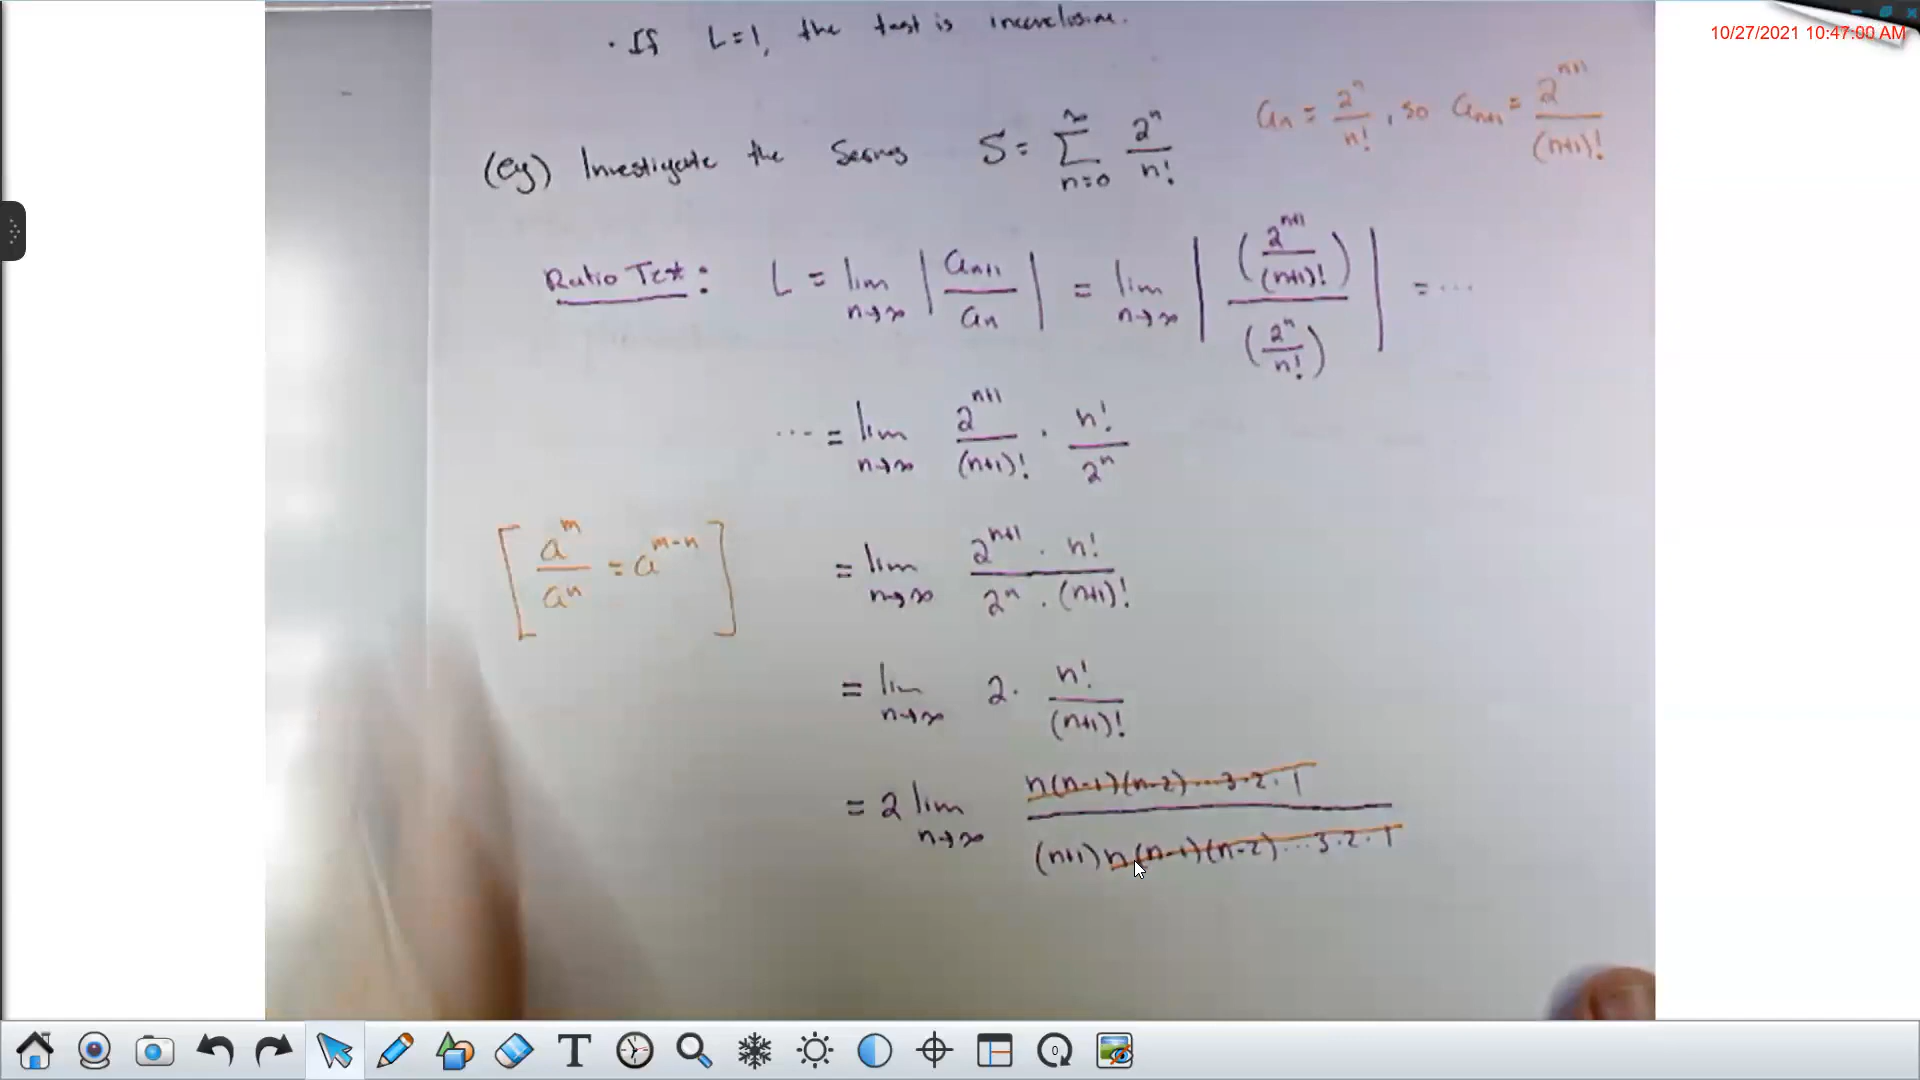 10/27/2021 10:47:00 AM
· If L=1, the test is inconclusive.
(eg) Investigate the Series S = ∑_{n=0}^{∞} 2^n/n!
a_n = 2^n/n!, so a_{n+1} = 2^{n+1}/(n+1)!
Ratio Test: L = lim_{n→∞} |a_{n+1}/a_n| = lim_{n→∞} |(2^{n+1}/(n+1)!)/(2^n/n!)| = ...
... = lim_{n→∞} 2^{n+1}/(n+1)! · n!/2^n
[a^m/a^n = a^{m-n}]
= lim_{n→∞} (2^{n+1} · n!)/(2^n · (n+1)!)
= lim_{n→∞} 2 · n!/(n+1)!
= 2 lim_{n→∞} n(n-1)(n-2)...3·2·1/(n+1)n(n-1)(n-2)...3·2·1
T
0